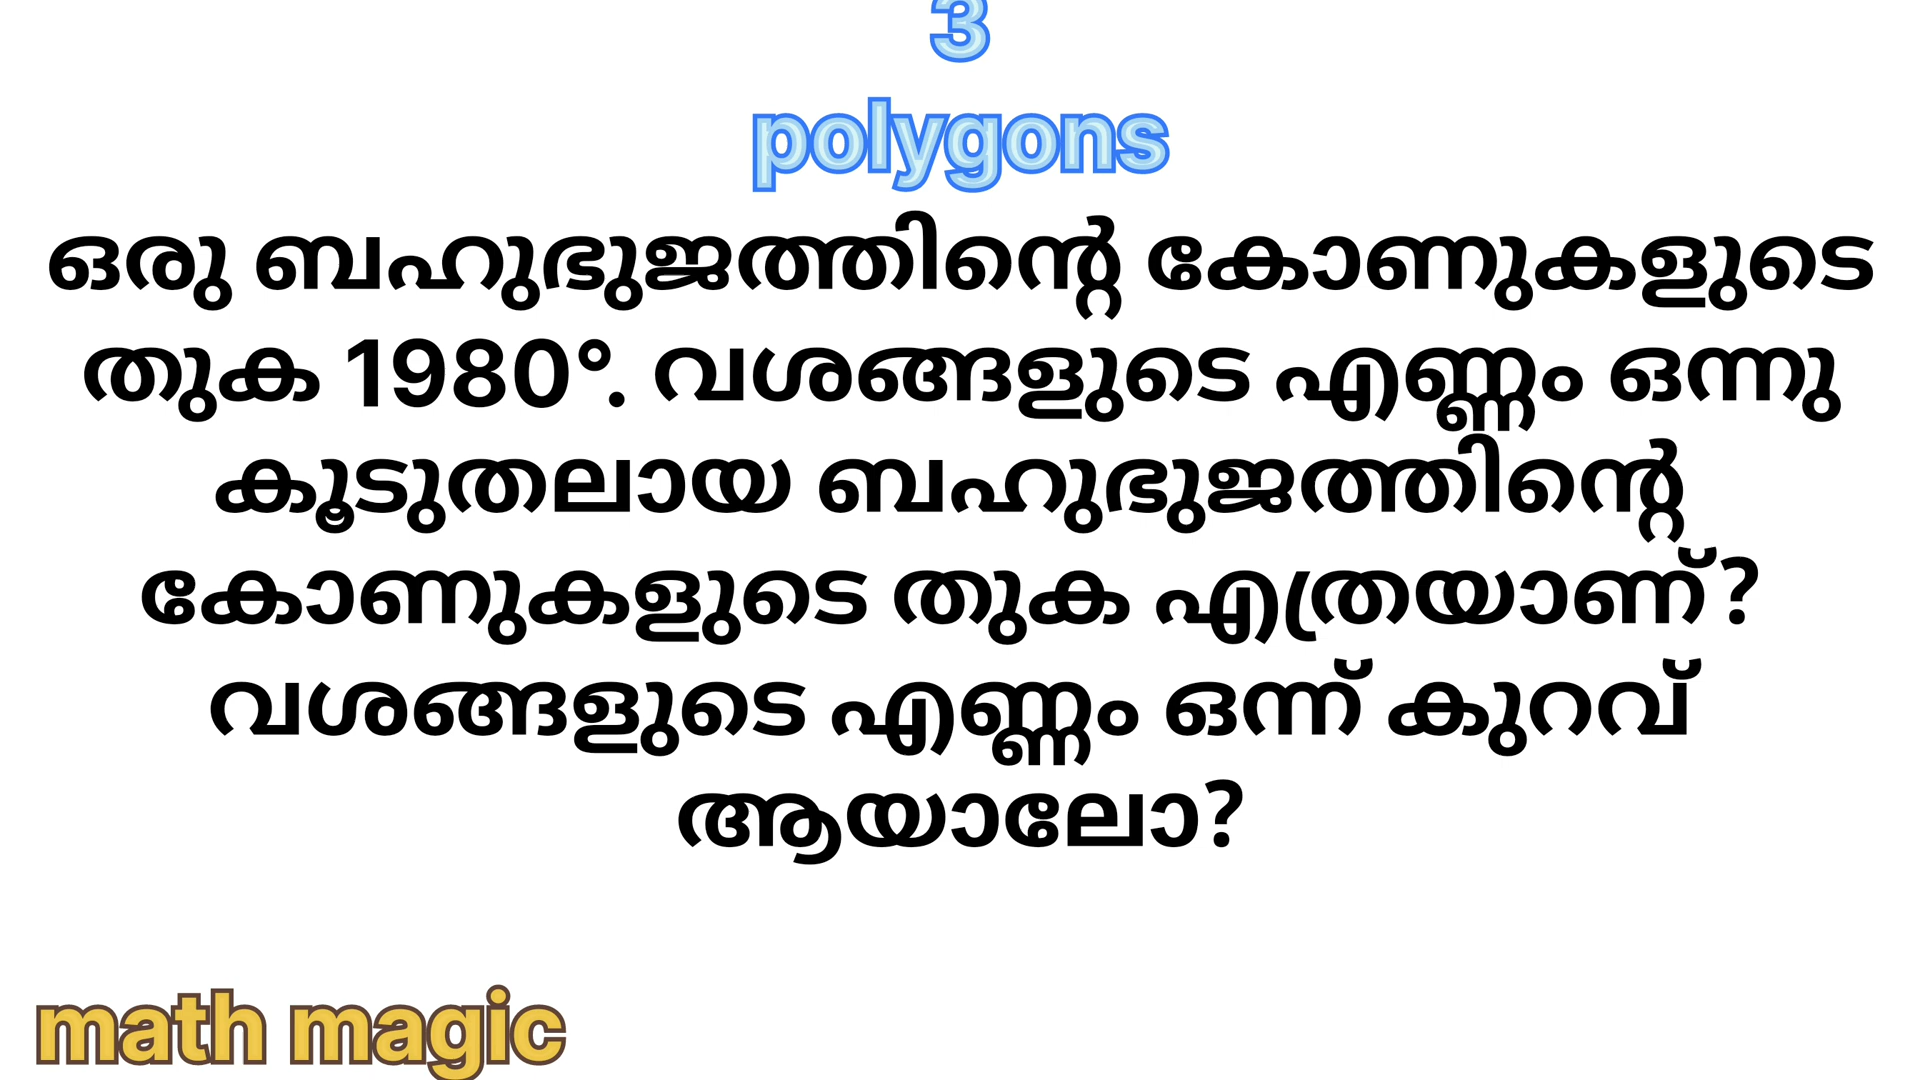 3
polygons
ഒരു ബഹുഭുജത്തിന്റെ കോണുകളുടെ
തുക 1980°. വശങ്ങളുടെ എണ്ണം ഒന്നു
കൂടുതലായ ബഹുഭുജത്തിന്റെ
കോണുകളുടെ തുക എത്രയാണ്?
വശങ്ങളുടെ എണ്ണം ഒന്ന് കുറവ്
ആയാലോ?
math magic